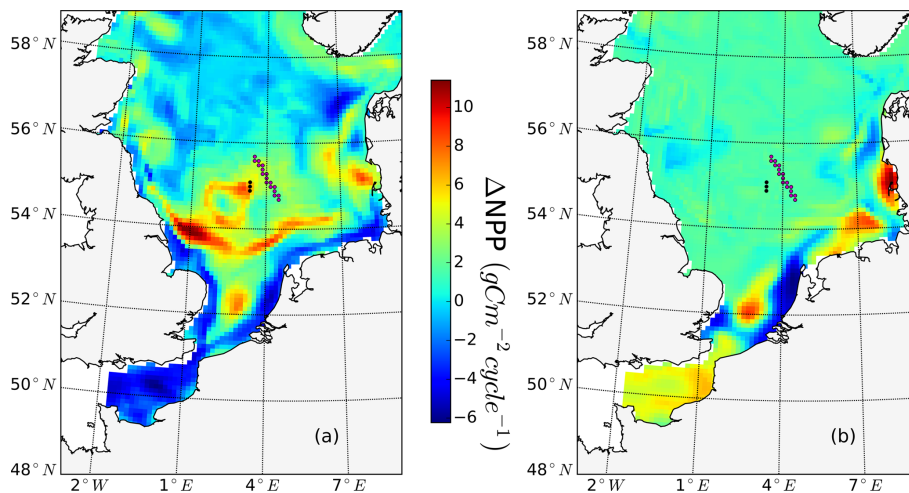 58° N
56° N
54° N
52° N
50° N
48° N
2° W
1° E
4° E
7° E
(a)
10
8
6
4
2
0
−2
−4
−6
ΔNPP (gCm⁻² cycle⁻¹)
58° N
56° N
54° N
52° N
50° N
48° N
2° W
1° E
4° E
7° E
(b)